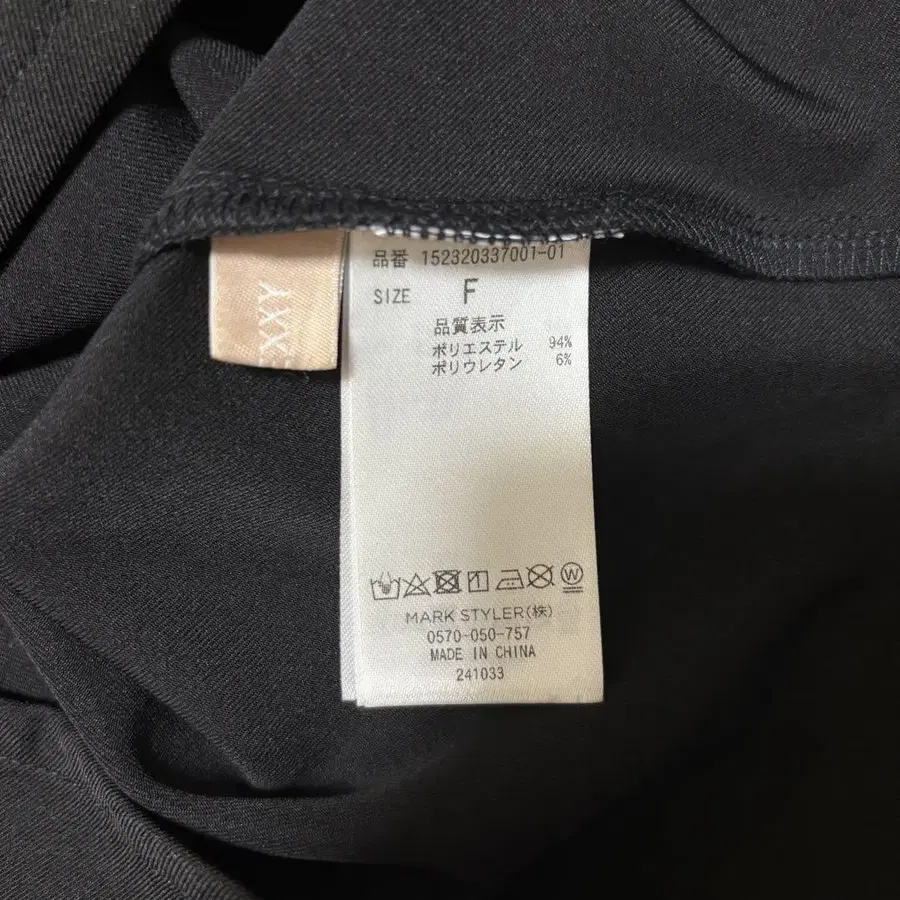 品番 152320337001-01
SIZE F
品質表示
ポリエステル 94%
ポリウレタン 6%
W
MARK STYLER(株)
0570-050-757
MADE IN CHINA
241033